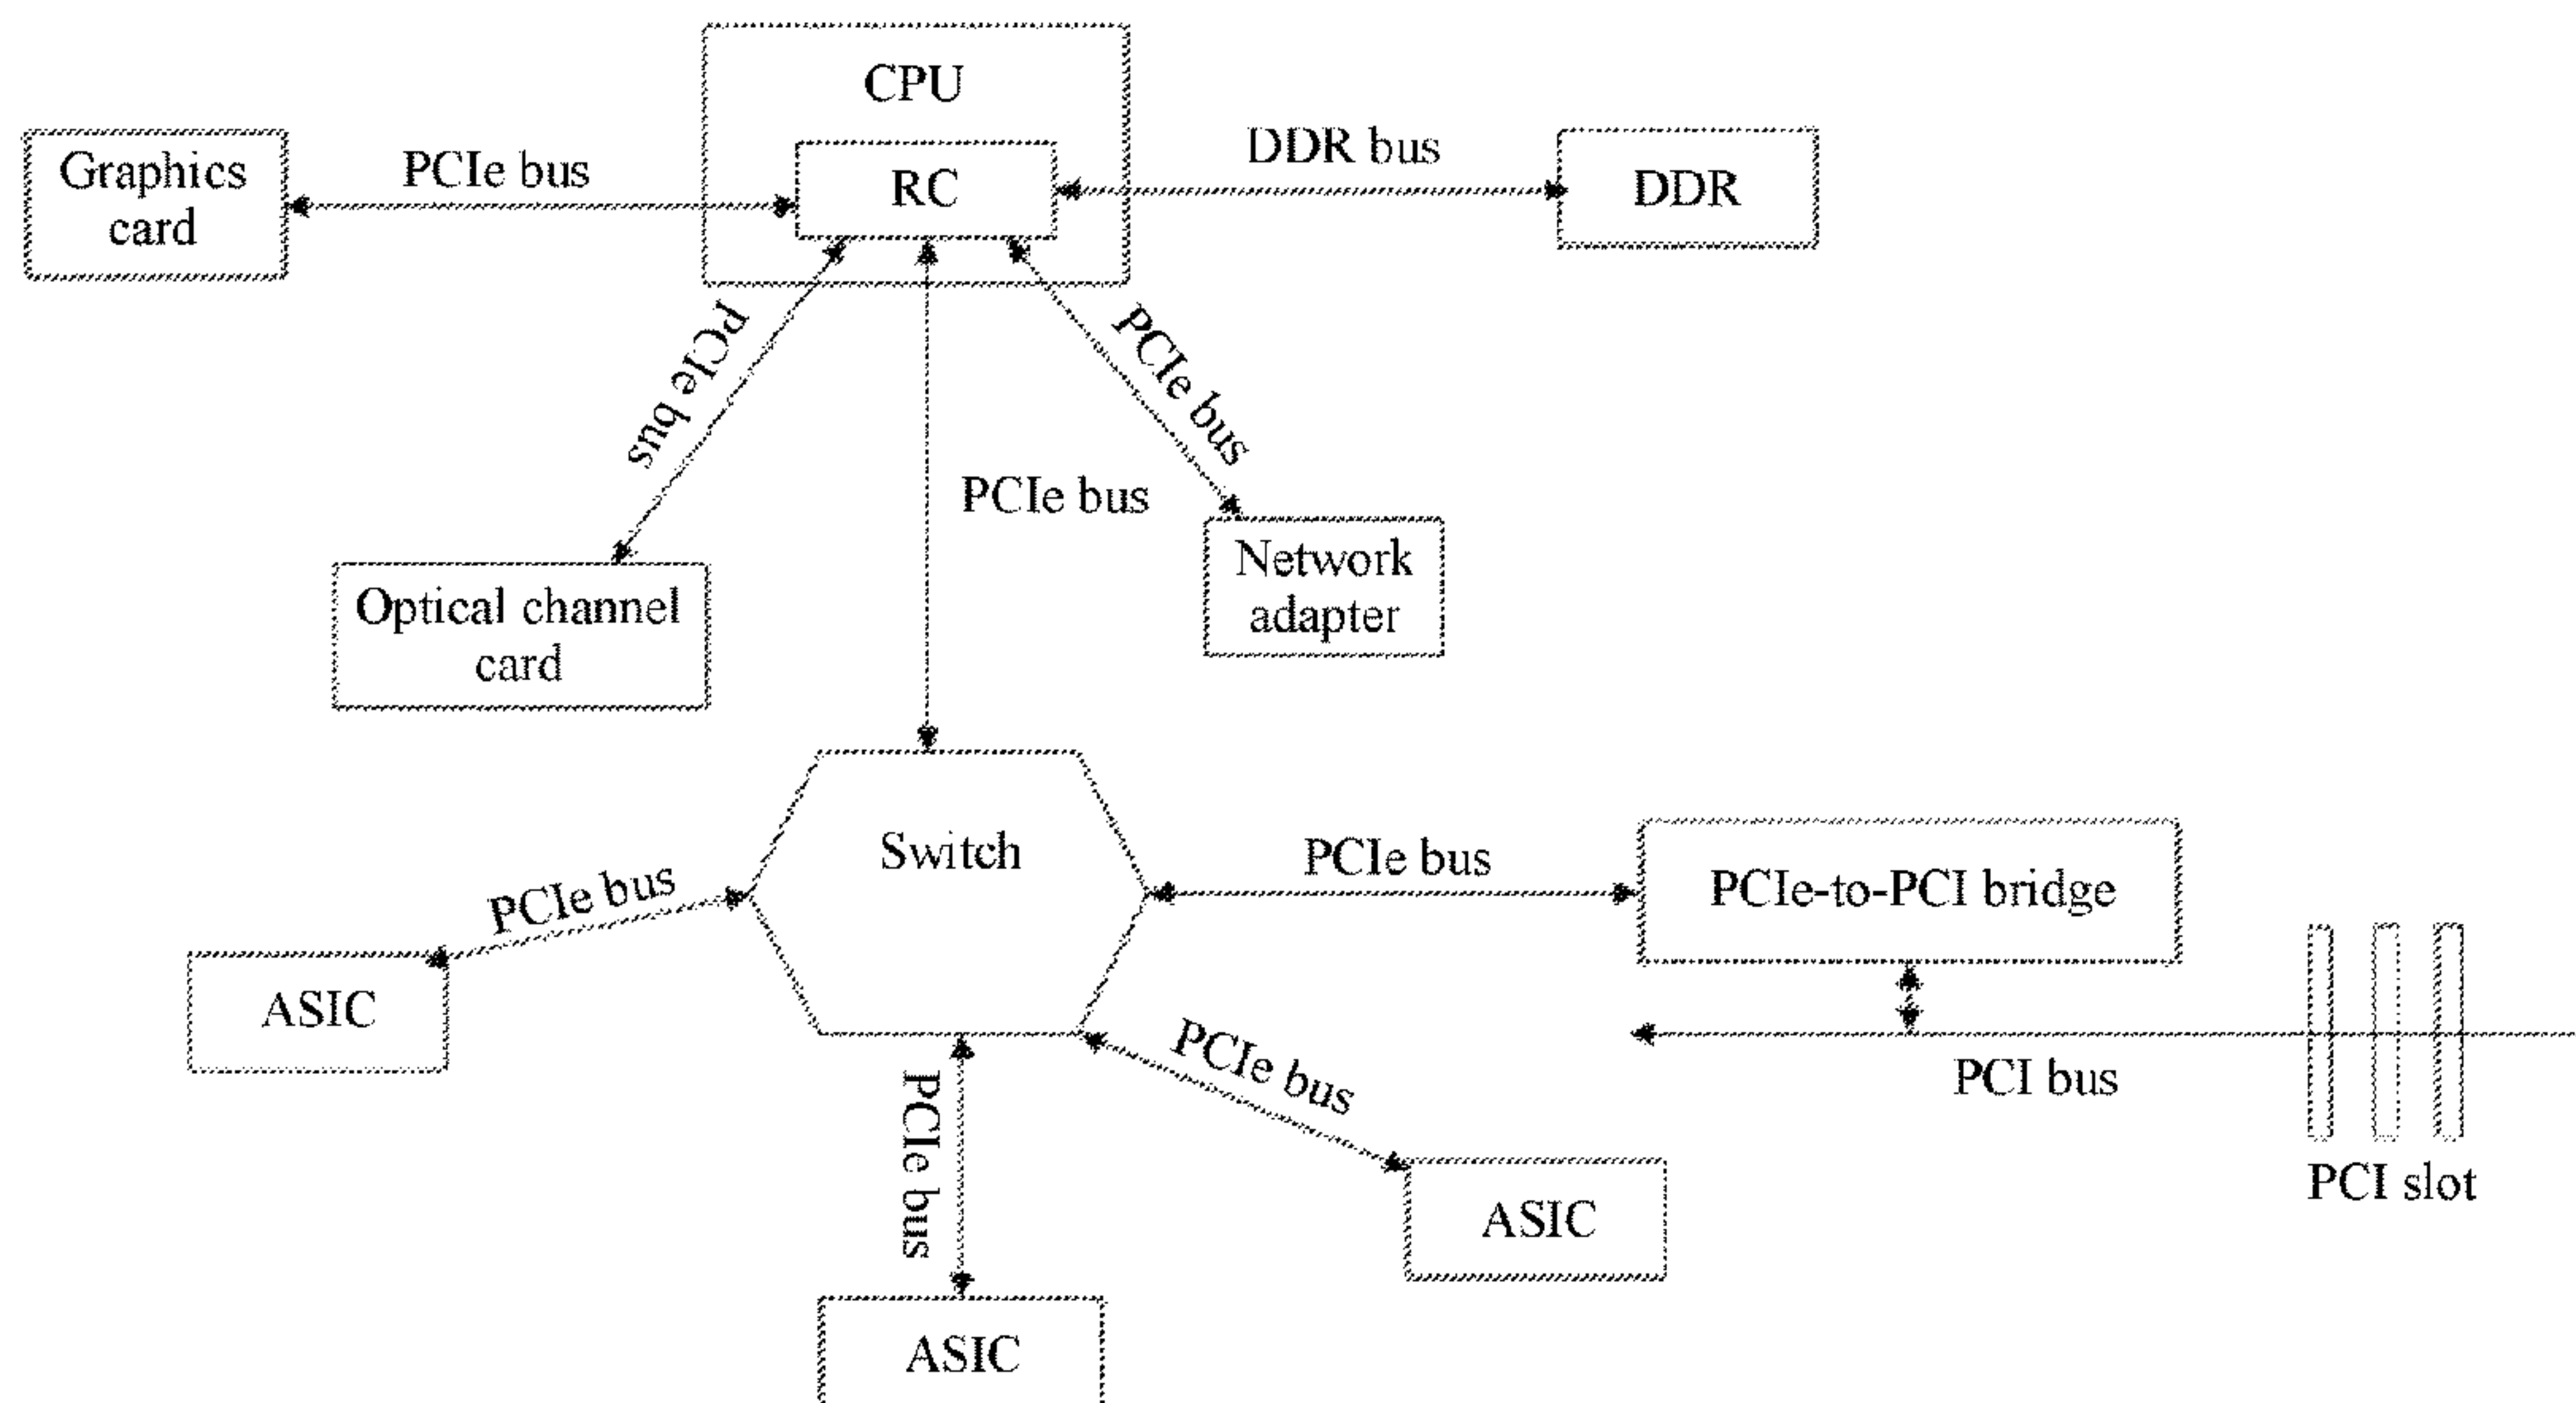 CPU
Graphics
card
PCIe bus
RC
DDR bus
DDR
PCIe bus
PCIe bus
PCIe bus
Optical channel
card
Network
adapter
Switch
PCIe bus
PCIe bus
PCIe-to-PCI bridge
ASIC
PCIe bus
PCIe bus
PCI bus
PCI slot
ASIC
ASIC